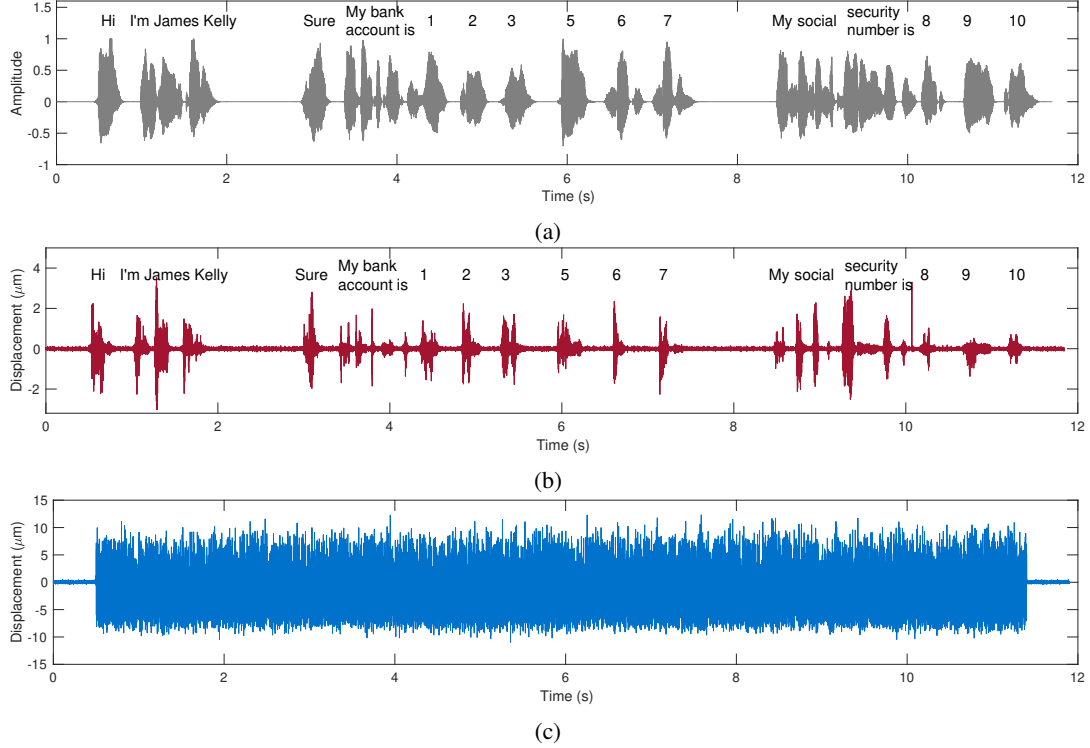 Hi I'm James Kelly Sure My bank account is 1 2 3 5 6 7 My social security number is 8 9 10
1.5
1
0.5
0
-0.5
-1
Amplitude
0 2 4 6 8 10 12
Time (s)
(a)
Hi I'm James Kelly Sure My bank account is 1 2 3 5 6 7 My social security number is 8 9 10
4
2
0
-2
Displacement (μm)
0 2 4 6 8 10 12
Time (s)
(b)
15
10
5
0
-5
-10
-15
Displacement (μm)
0 2 4 6 8 10 12
Time (s)
(c)